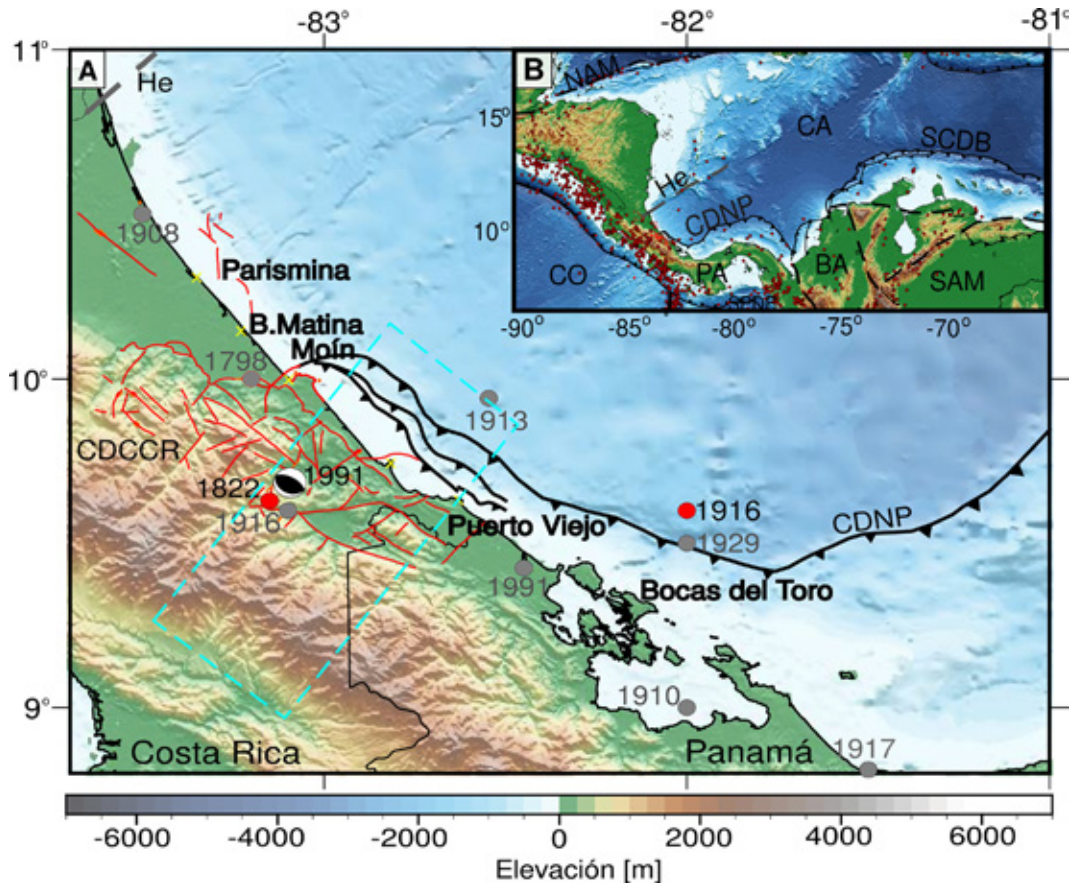 -83° -82° -81°
11°
A
He
1908
Parismina
B.Matina
Moín
1798
10°
1913
CDCCR
1991
1822
1916
1916
CDNP
1929
Puerto Viejo
1991
Bocas del Toro
9°
1910
Costa Rica
Panamá
1917
B
NAM
15°
CA
SCDB
He
CDNP
10°
CO
PA
BA
SAM
-90° -85° -80° -75° -70°
-6000 -4000 -2000 0 2000 4000 6000
Elevación [m]